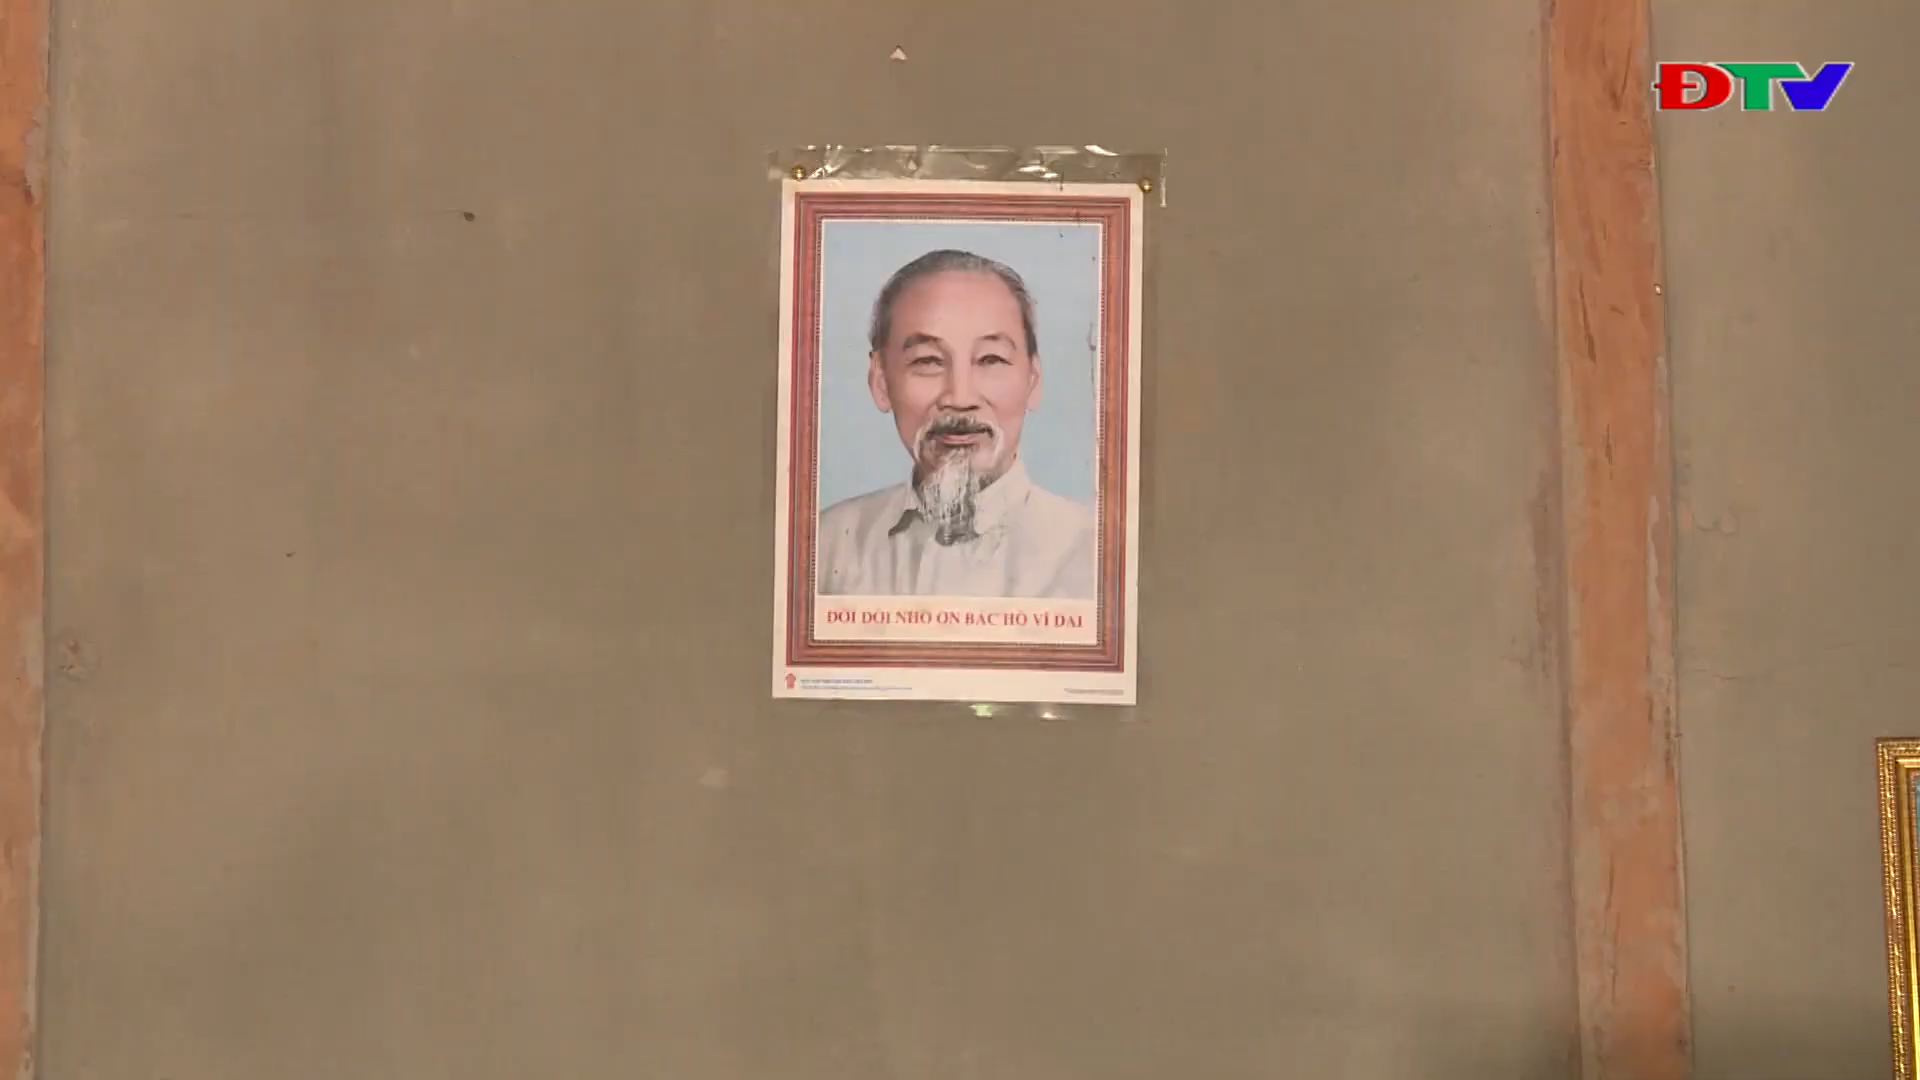 ĐTV
ĐỜI ĐỜI NHỚ ƠN BÁC HỒ VĨ ĐẠI